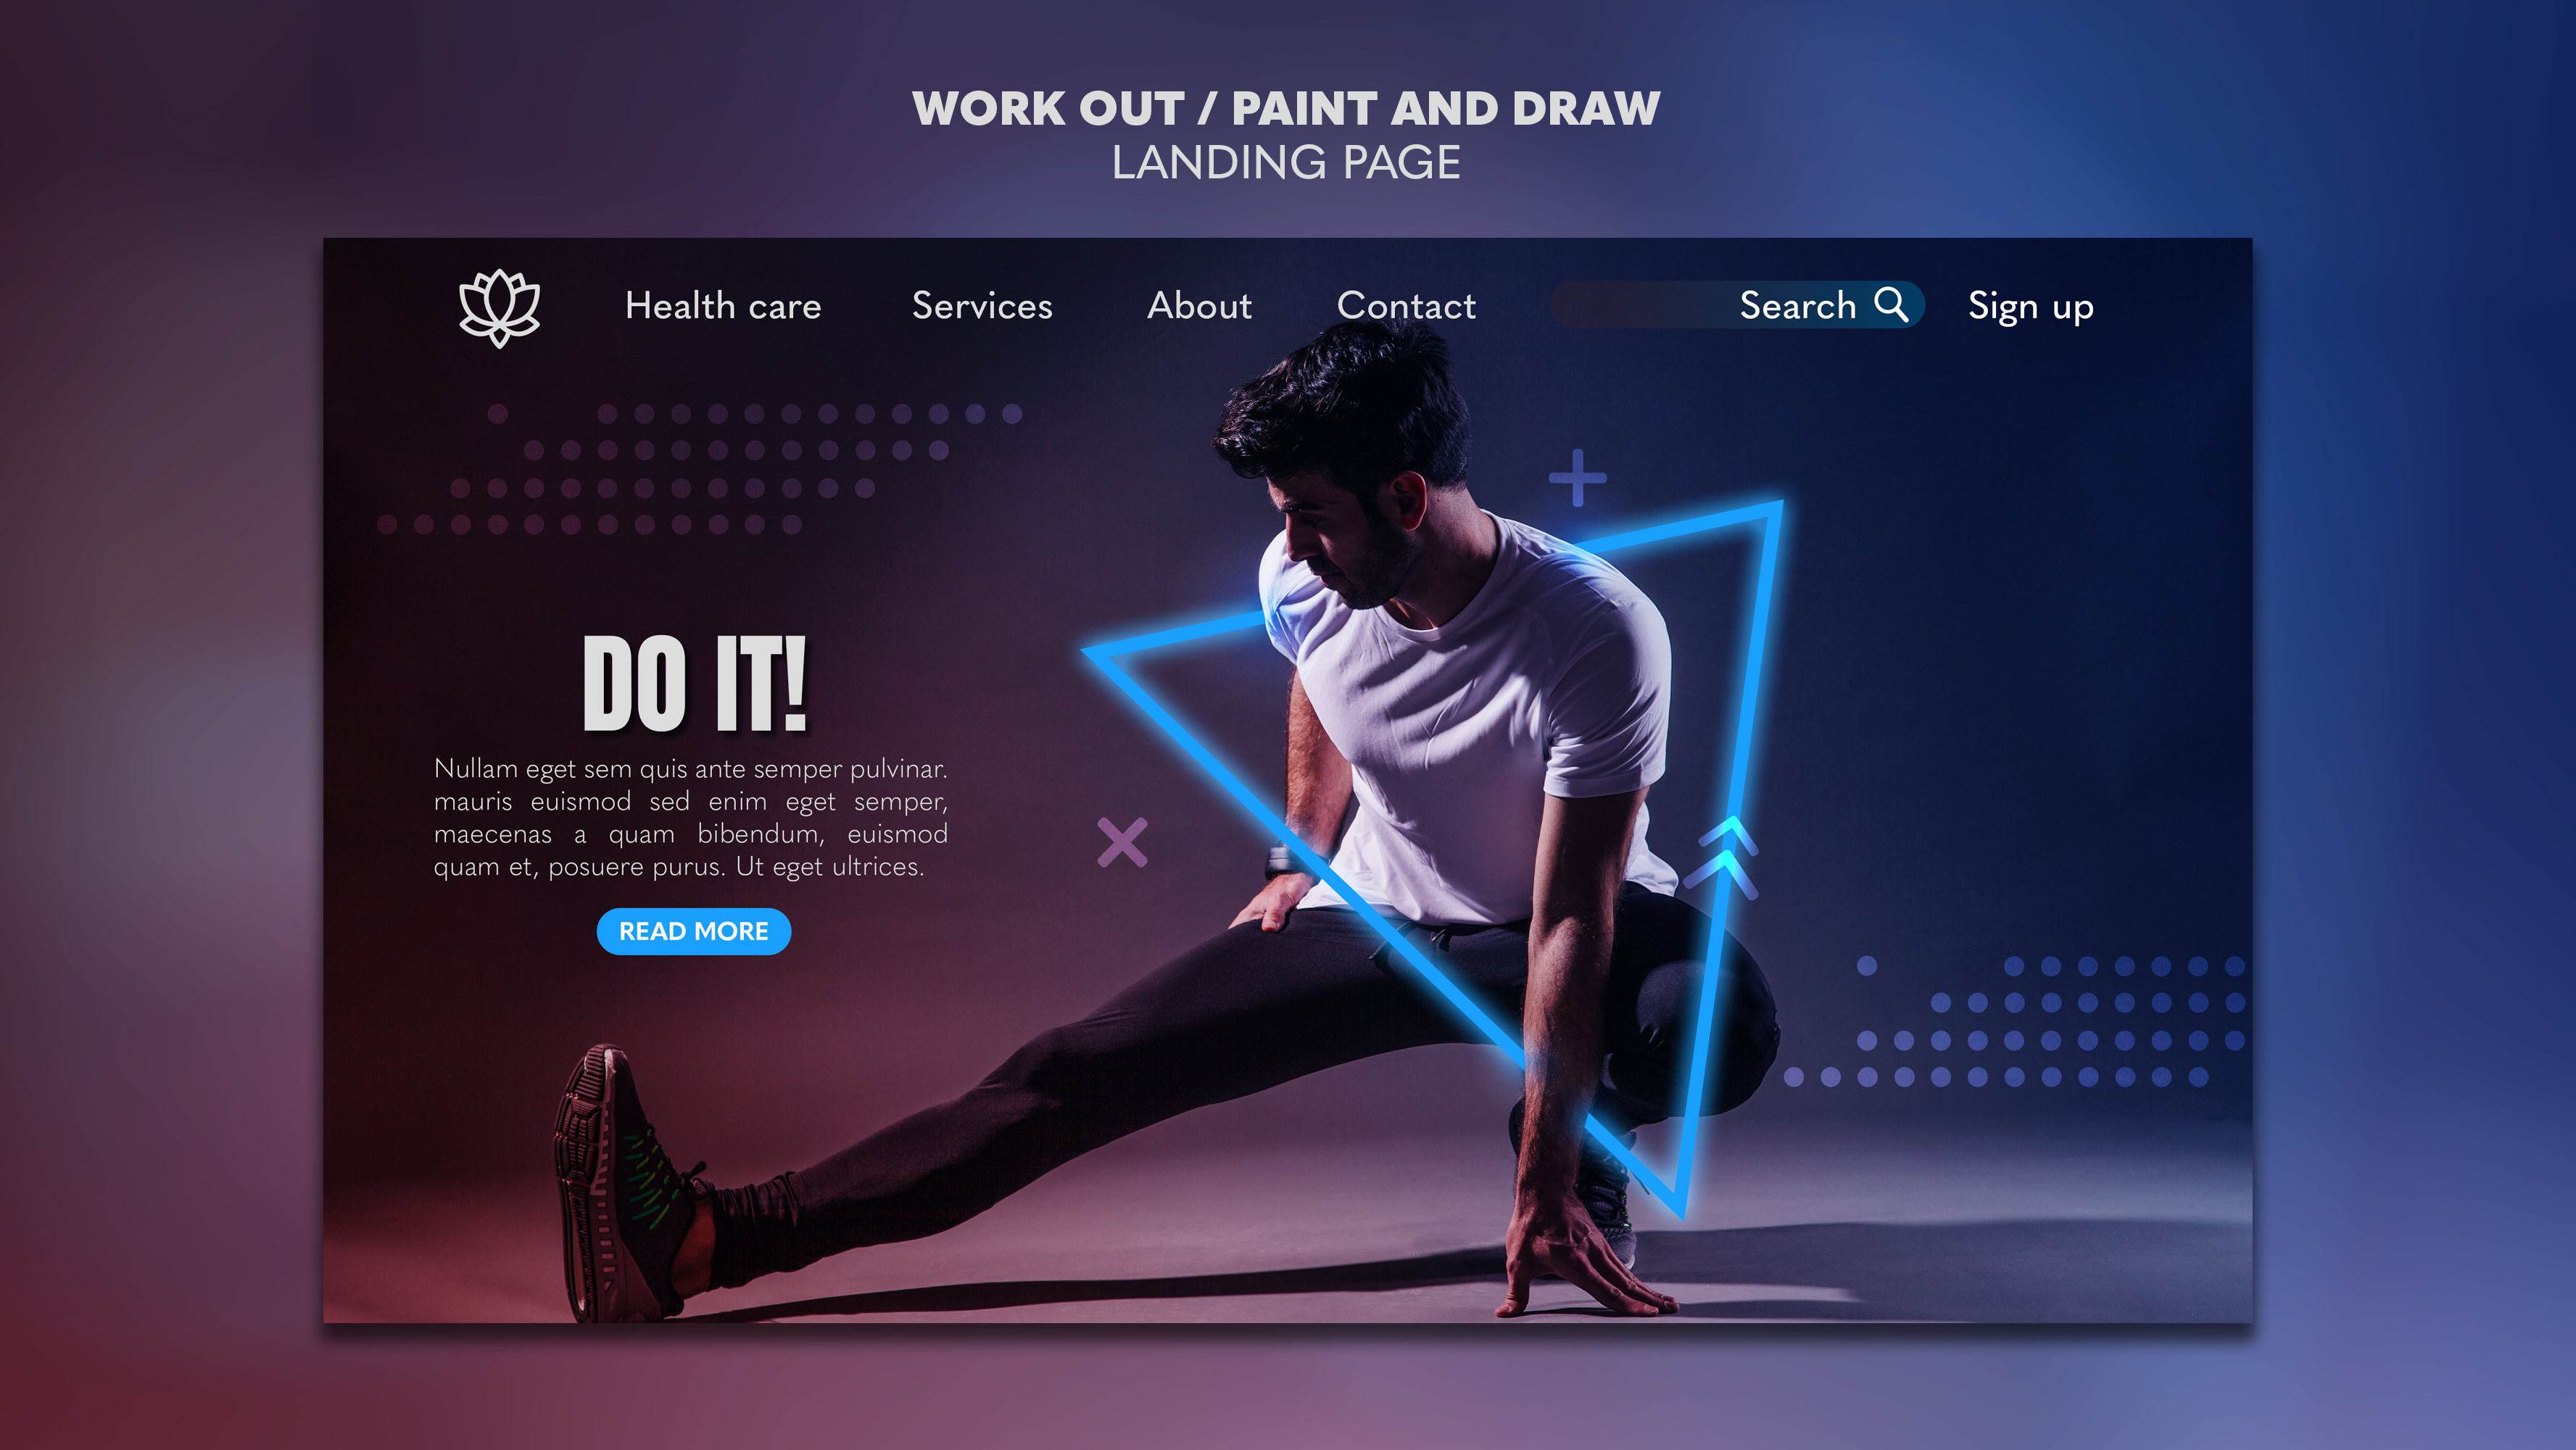 WORK OUT / PAINT AND DRAW
LANDING PAGE
Health care
Services
About
Contact
Search
Sign up
DO IT!
Nullam eget sem quis ante semper pulvinar.
mauris euismod sed enim eget semper,
maecenas a quam bibendum, euismod
quam et, posuere purus. Ut eget ultrices.
READ MORE